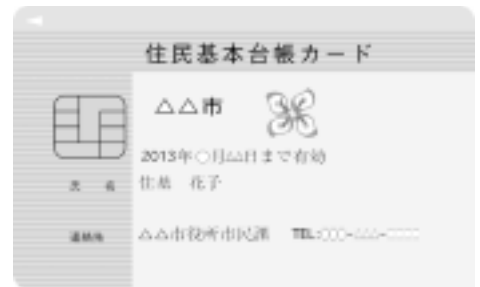 住民基本台帳カード
△△市
2013年○月△△日まで有効
氏 名 住基 花子
連絡先 △△市役所市民課 TEL:○○○-△△△-○○○○